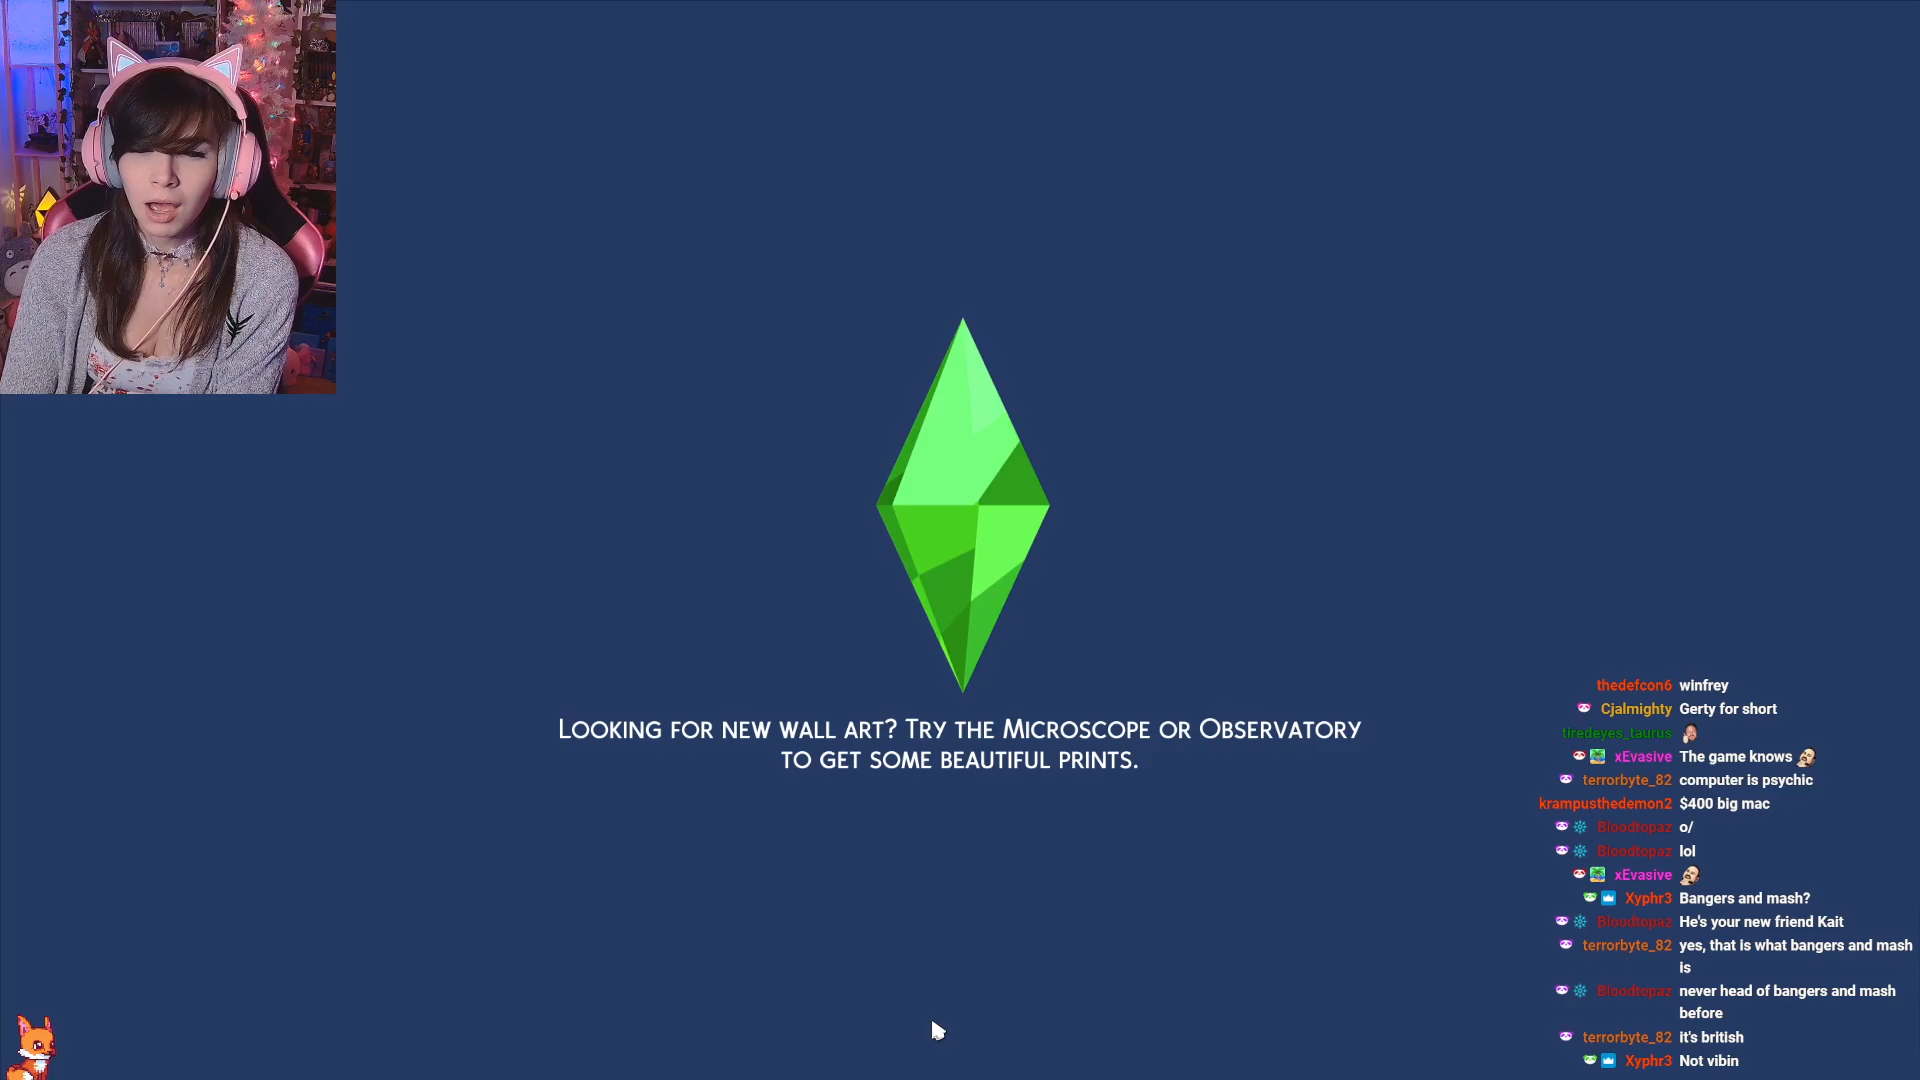 LOOKING FOR NEW WALL ART? TRY THE MICROSCOPE OR OBSERVATORY
TO GET SOME BEAUTIFUL PRINTS.
thedefcon6 winfrey
Cjalmighty Gerty for short
tiredeyes_taurus
xEvasive The game knows
terrorbyte_82 computer is psychic
krampusthedemon2 $400 big mac
Bloodtopaz o/
Bloodtopaz lol
xEvasive
Xyphr3 Bangers and mash?
Bloodtopaz He's your new friend Kait
terrorbyte_82 yes, that is what bangers and mash
is
Bloodtopaz never head of bangers and mash
before
terrorbyte_82 it's british
Xyphr3 Not vibin